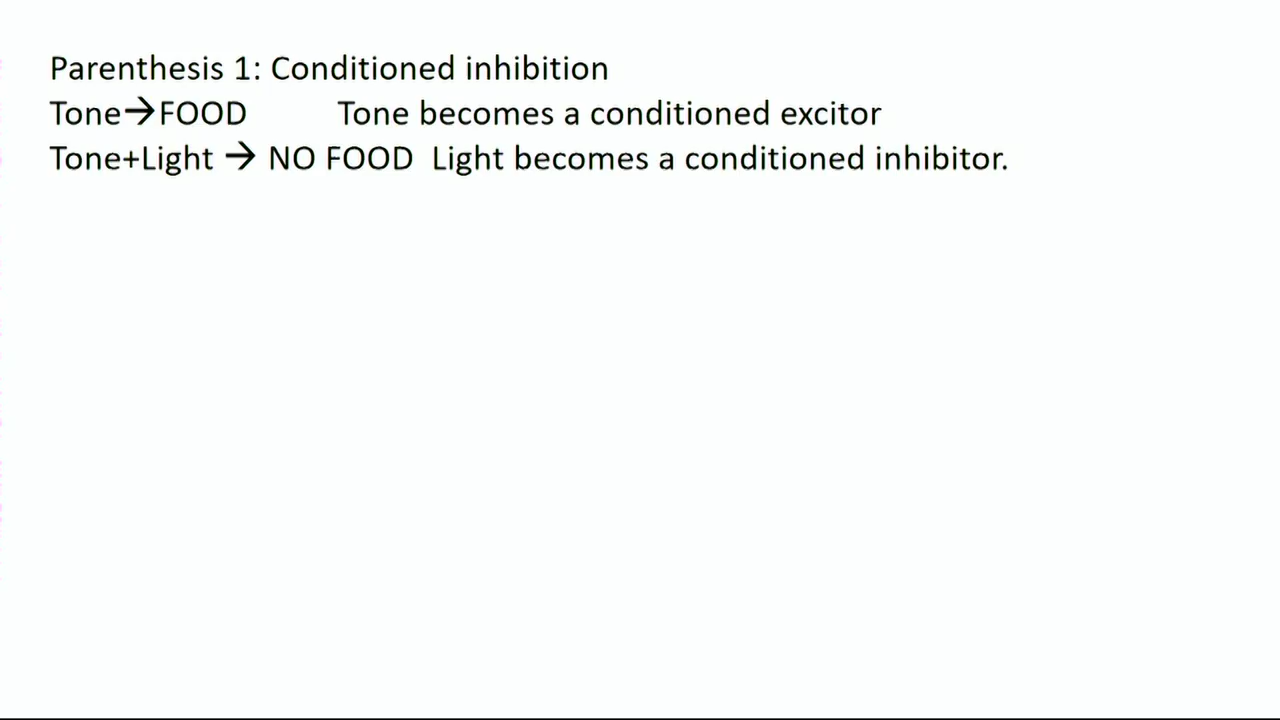 Parenthesis 1: Conditioned inhibition
Tone→FOOD Tone becomes a conditioned excitor
Tone+Light → NO FOOD Light becomes a conditioned inhibitor.